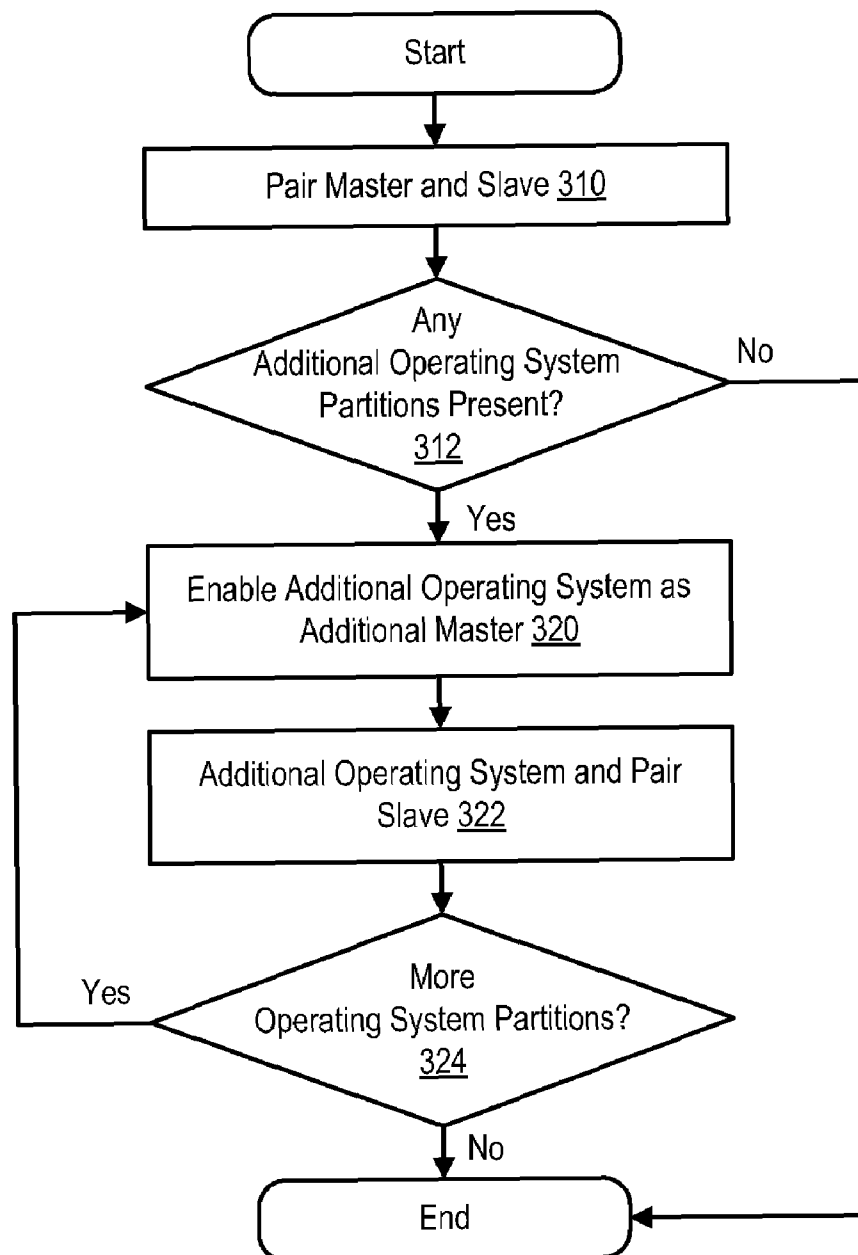 Start
Pair Master and Slave 310
Any
Additional Operating System
Partitions Present?
312
No
Yes
Enable Additional Operating System as
Additional Master 320
Additional Operating System and Pair
Slave 322
Yes
More
Operating System Partitions?
324
No
End